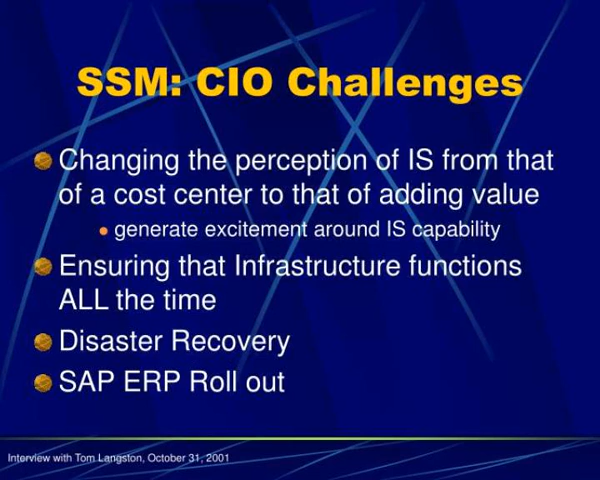 SSM: CIO Challenges
Changing the perception of IS from that
of a cost center to that of adding value
generate excitement around IS capability
Ensuring that Infrastructure functions
ALL the time
Disaster Recovery
SAP ERP Roll out
Interview with Tom Langston, October 31, 2001